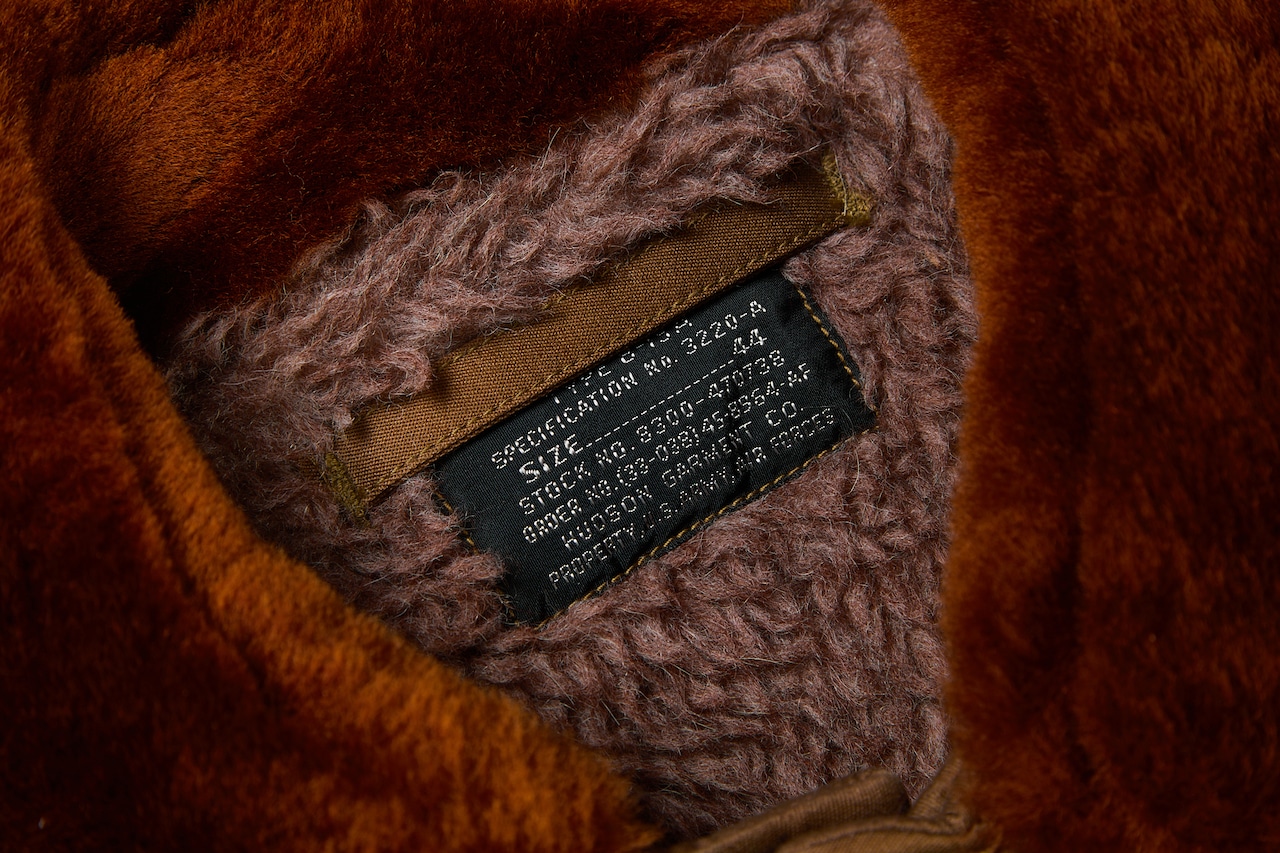 SPECIFICATION No. 3220-A
SIZE 44
STOCK NO. 8300-470738
ORDER NO. (33-038)45-8964-AF
HUDSON GARMENT CO.
PROPERTY, U.S. ARMY AIR FORCES